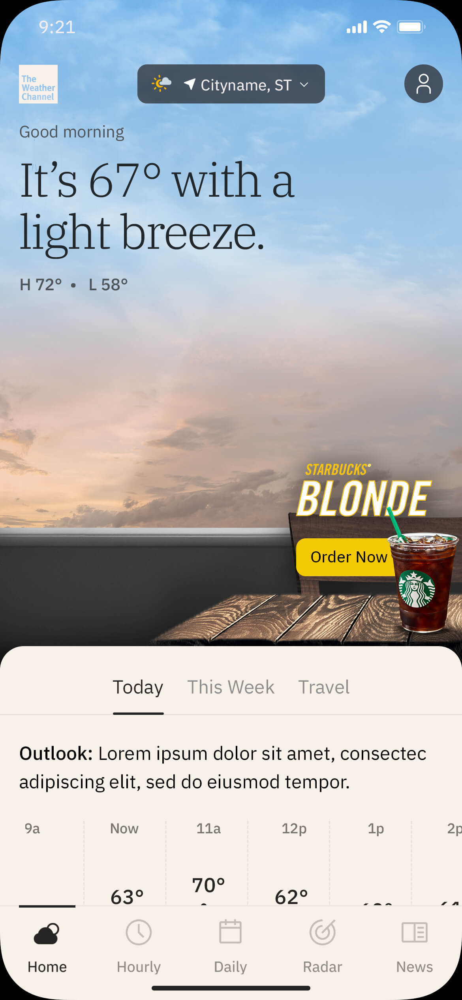 9:21
The
Weather
Channel
Cityname, ST
Good morning
It’s 67° with a
light breeze.
H 72° • L 58°
STARBUCKS®
BLONDE
Order Now
Today This Week Travel
Outlook: Lorem ipsum dolor sit amet, consectec
adipiscing elit, sed do eiusmod tempor.
9a Now 11a 12p 1p 2p
70°
63° 62°
Home Hourly Daily Radar News